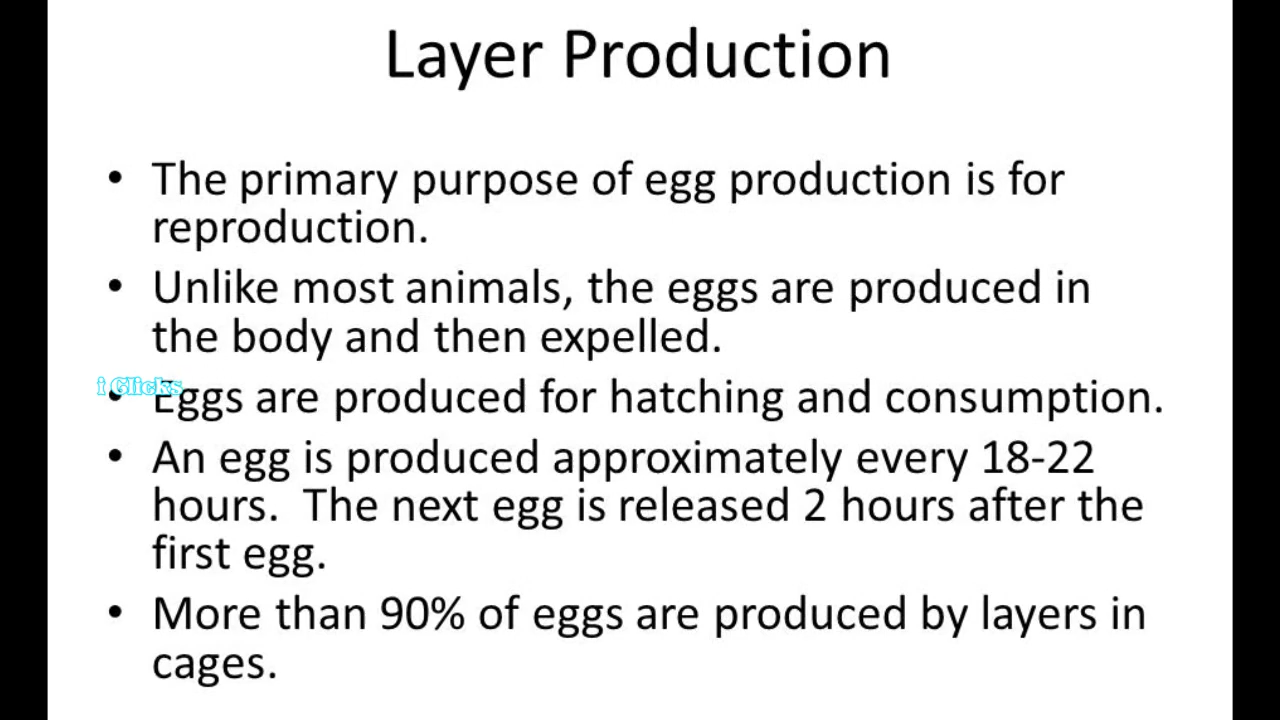 Layer Production
• The primary purpose of egg production is for
reproduction.
• Unlike most animals, the eggs are produced in
the body and then expelled.
i Clicks
• Eggs are produced for hatching and consumption.
• An egg is produced approximately every 18-22
hours.  The next egg is released 2 hours after the
first egg.
• More than 90% of eggs are produced by layers in
cages.